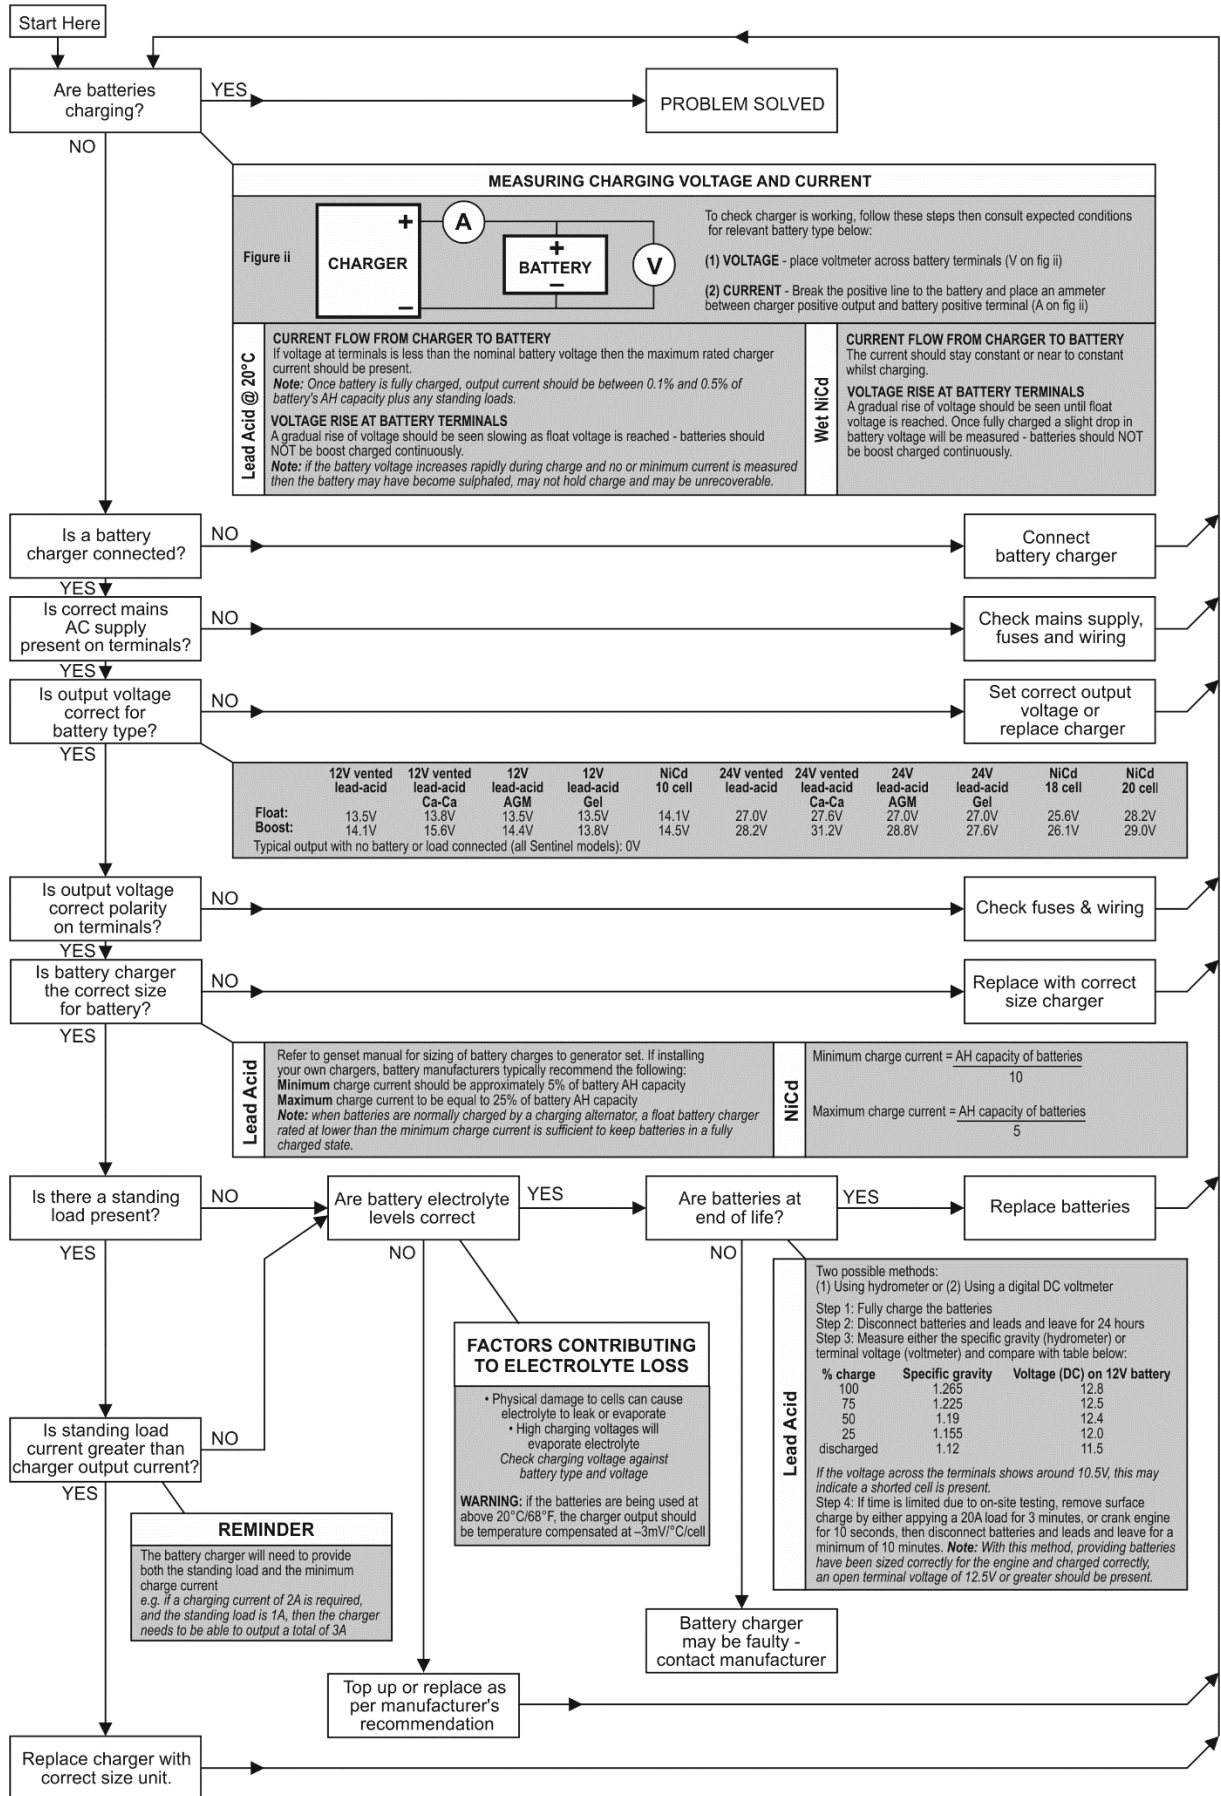 Start Here
Are batteries
charging?
YES
PROBLEM SOLVED
NO
MEASURING CHARGING VOLTAGE AND CURRENT
Figure ii
CHARGER
+
–
A
+
BATTERY
–
V
To check charger is working, follow these steps then consult expected conditions
for relevant battery type below:
(1) VOLTAGE - place voltmeter across battery terminals (V on fig ii)
(2) CURRENT - Break the positive line to the battery and place an ammeter
between charger positive output and battery positive terminal (A on fig ii)
Lead Acid @ 20°C
CURRENT FLOW FROM CHARGER TO BATTERY
If voltage at terminals is less than the nominal battery voltage then the maximum rated charger
current should be present.
Note: Once battery is fully charged, output current should be between 0.1% and 0.5% of
battery's AH capacity plus any standing loads.
VOLTAGE RISE AT BATTERY TERMINALS
A gradual rise of voltage should be seen slowing as float voltage is reached - batteries should
NOT be boost charged continuously.
Note: if the battery voltage increases rapidly during charge and no or minimum current is measured
then the battery may have become sulphated, may not hold charge and may be unrecoverable.
Wet NiCd
CURRENT FLOW FROM CHARGER TO BATTERY
The current should stay constant or near to constant
whilst charging.
VOLTAGE RISE AT BATTERY TERMINALS
A gradual rise of voltage should be seen until float
voltage is reached. Once fully charged a slight drop in
battery voltage will be measured - batteries should NOT
be boost charged continuously.
Is a battery
charger connected?
NO
Connect
battery charger
YES
Is correct mains
AC supply
present on terminals?
NO
Check mains supply,
fuses and wiring
YES
Is output voltage
correct for
battery type?
NO
Set correct output
voltage or
replace charger
YES
12V vented 12V vented 12V 12V NiCd 24V vented 24V vented 24V 24V NiCd NiCd
lead-acid lead-acid lead-acid lead-acid 10 cell lead-acid lead-acid lead-acid lead-acid 18 cell 20 cell
Ca-Ca AGM Gel Ca-Ca AGM Gel
Float: 13.5V 13.8V 13.5V 13.5V 14.1V 27.0V 27.6V 27.0V 27.0V 25.6V 28.2V
Boost: 14.1V 15.6V 14.4V 13.8V 14.5V 28.2V 31.2V 28.8V 27.6V 26.1V 29.0V
Typical output with no battery or load connected (all Sentinel models): 0V
Is output voltage
correct polarity
on terminals?
NO
Check fuses & wiring
YES
Is battery charger
the correct size
for battery?
NO
Replace with correct
size charger
YES
Lead Acid
Refer to genset manual for sizing of battery charges to generator set. If installing
your own chargers, battery manufacturers typically recommend the following:
Minimum charge current should be approximately 5% of battery AH capacity
Maximum charge current to be equal to 25% of battery AH capacity
Note: when batteries are normally charged by a charging alternator, a float battery charger
rated at lower than the minimum charge current is sufficient to keep batteries in a fully
charged state.
NiCd
Minimum charge current = AH capacity of batteries
10
Maximum charge current = AH capacity of batteries
5
Is there a standing
load present?
NO
Are battery electrolyte
levels correct
YES
Are batteries at
end of life?
YES
Replace batteries
YES
NO
NO
Lead Acid
Two possible methods:
(1) Using hydrometer or (2) Using a digital DC voltmeter
Step 1: Fully charge the batteries
Step 2: Disconnect batteries and leads and leave for 24 hours
Step 3: Measure either the specific gravity (hydrometer) or
terminal voltage (voltmeter) and compare with table below:
% charge Specific gravity Voltage (DC) on 12V battery
100 1.265 12.8
75 1.225 12.5
50 1.19 12.4
25 1.155 12.0
discharged 1.12 11.5
If the voltage across the terminals shows around 10.5V, this may
indicate a shorted cell is present.
Step 4: If time is limited due to on-site testing, remove surface
charge by either appying a 20A load for 3 minutes, or crank engine
for 10 seconds, then disconnect batteries and leads and leave for a
minimum of 10 minutes. Note: With this method, providing batteries
have been sized correctly for the engine and charged correctly,
an open terminal voltage of 12.5V or greater should be present.
FACTORS CONTRIBUTING
TO ELECTROLYTE LOSS
• Physical damage to cells can cause
electrolyte to leak or evaporate
• High charging voltages will
evaporate electrolyte
Check charging voltage against
battery type and voltage
WARNING: if the batteries are being used at
above 20°C/68°F, the charger output should
be temperature compensated at –3mV/°C/cell
Is standing load
current greater than
charger output current?
NO
YES
REMINDER
The battery charger will need to provide
both the standing load and the minimum
charge current
e.g. if a charging current of 2A is required,
and the standing load is 1A, then the charger
needs to be able to output a total of 3A
Battery charger
may be faulty -
contact manufacturer
Top up or replace as
per manufacturer's
recommendation
Replace charger with
correct size unit.